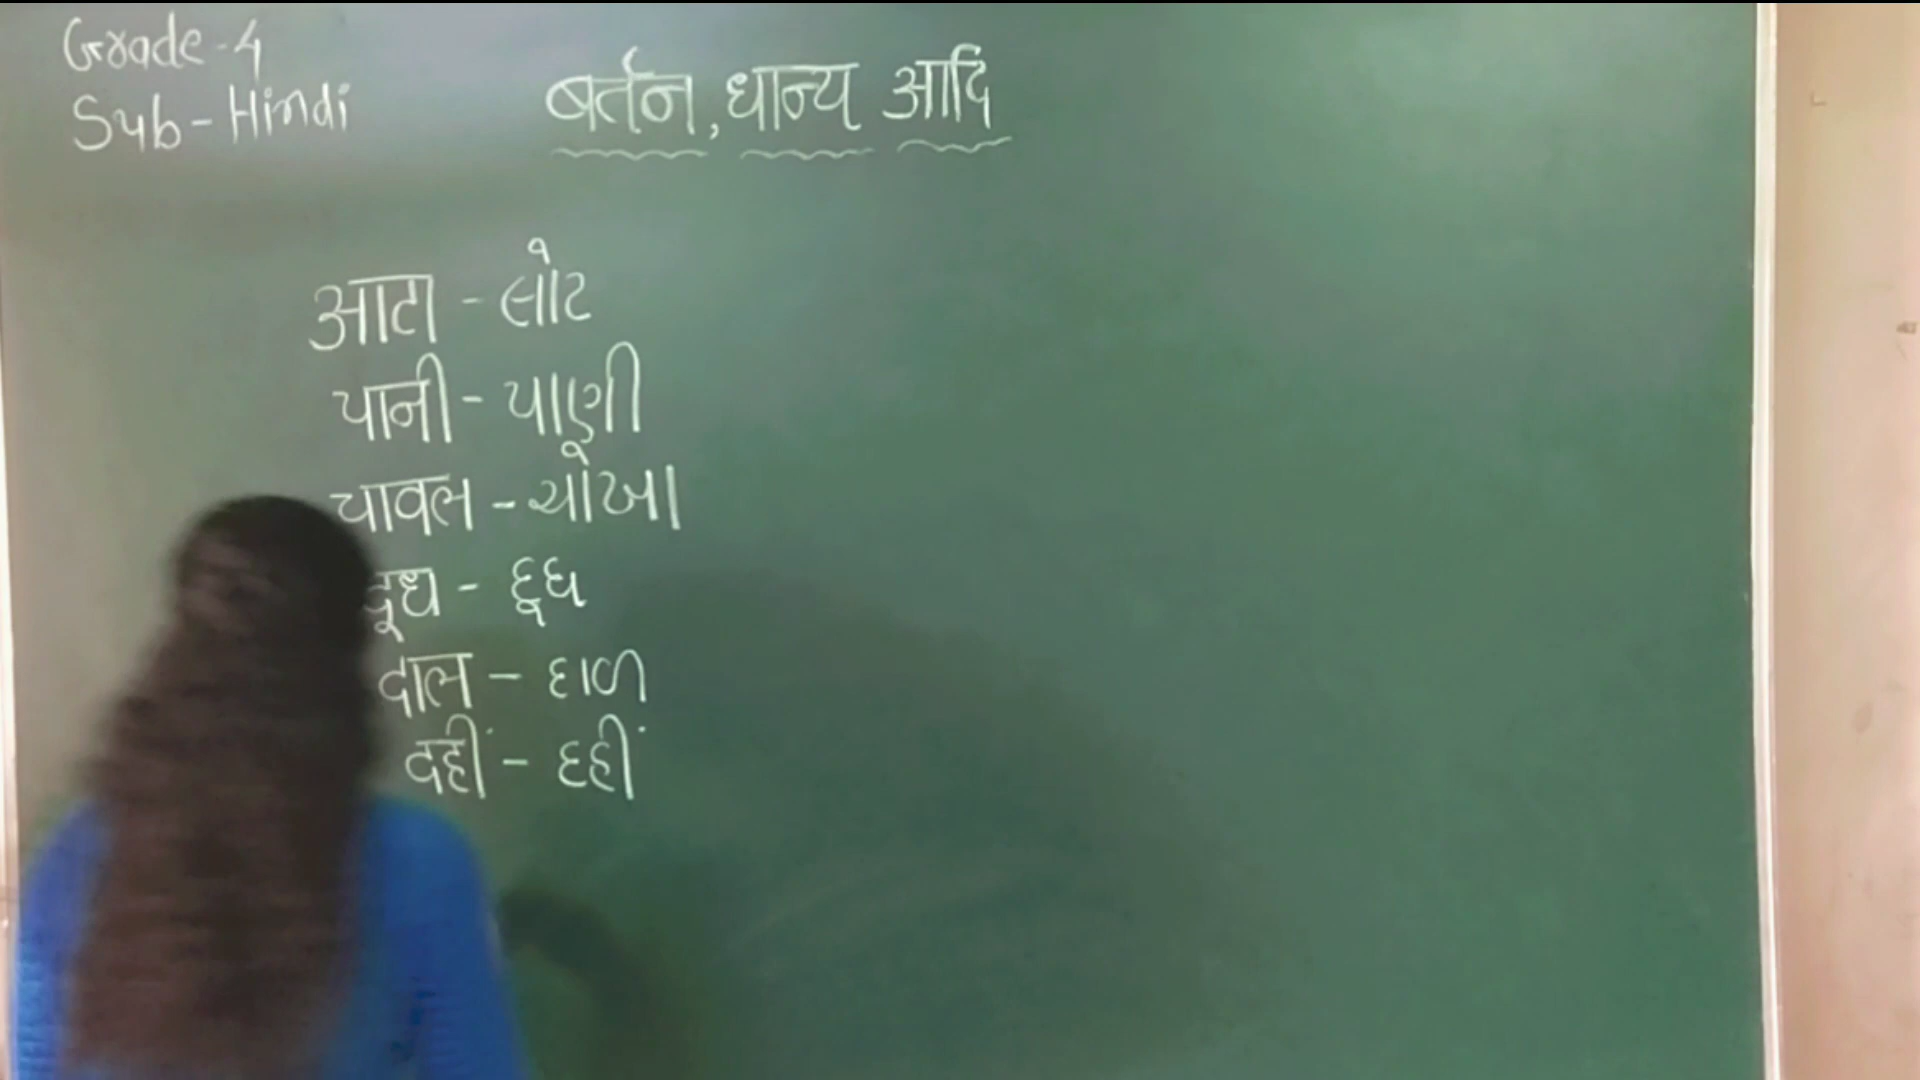 Grade-4
Sub-Hindi
बर्तन, धान्य आदि
आटा - લોટ
पानी - પાણી
चावल - ચોખા
दूध - દૂધ
दाल - દાળ
दहीं - દહીં